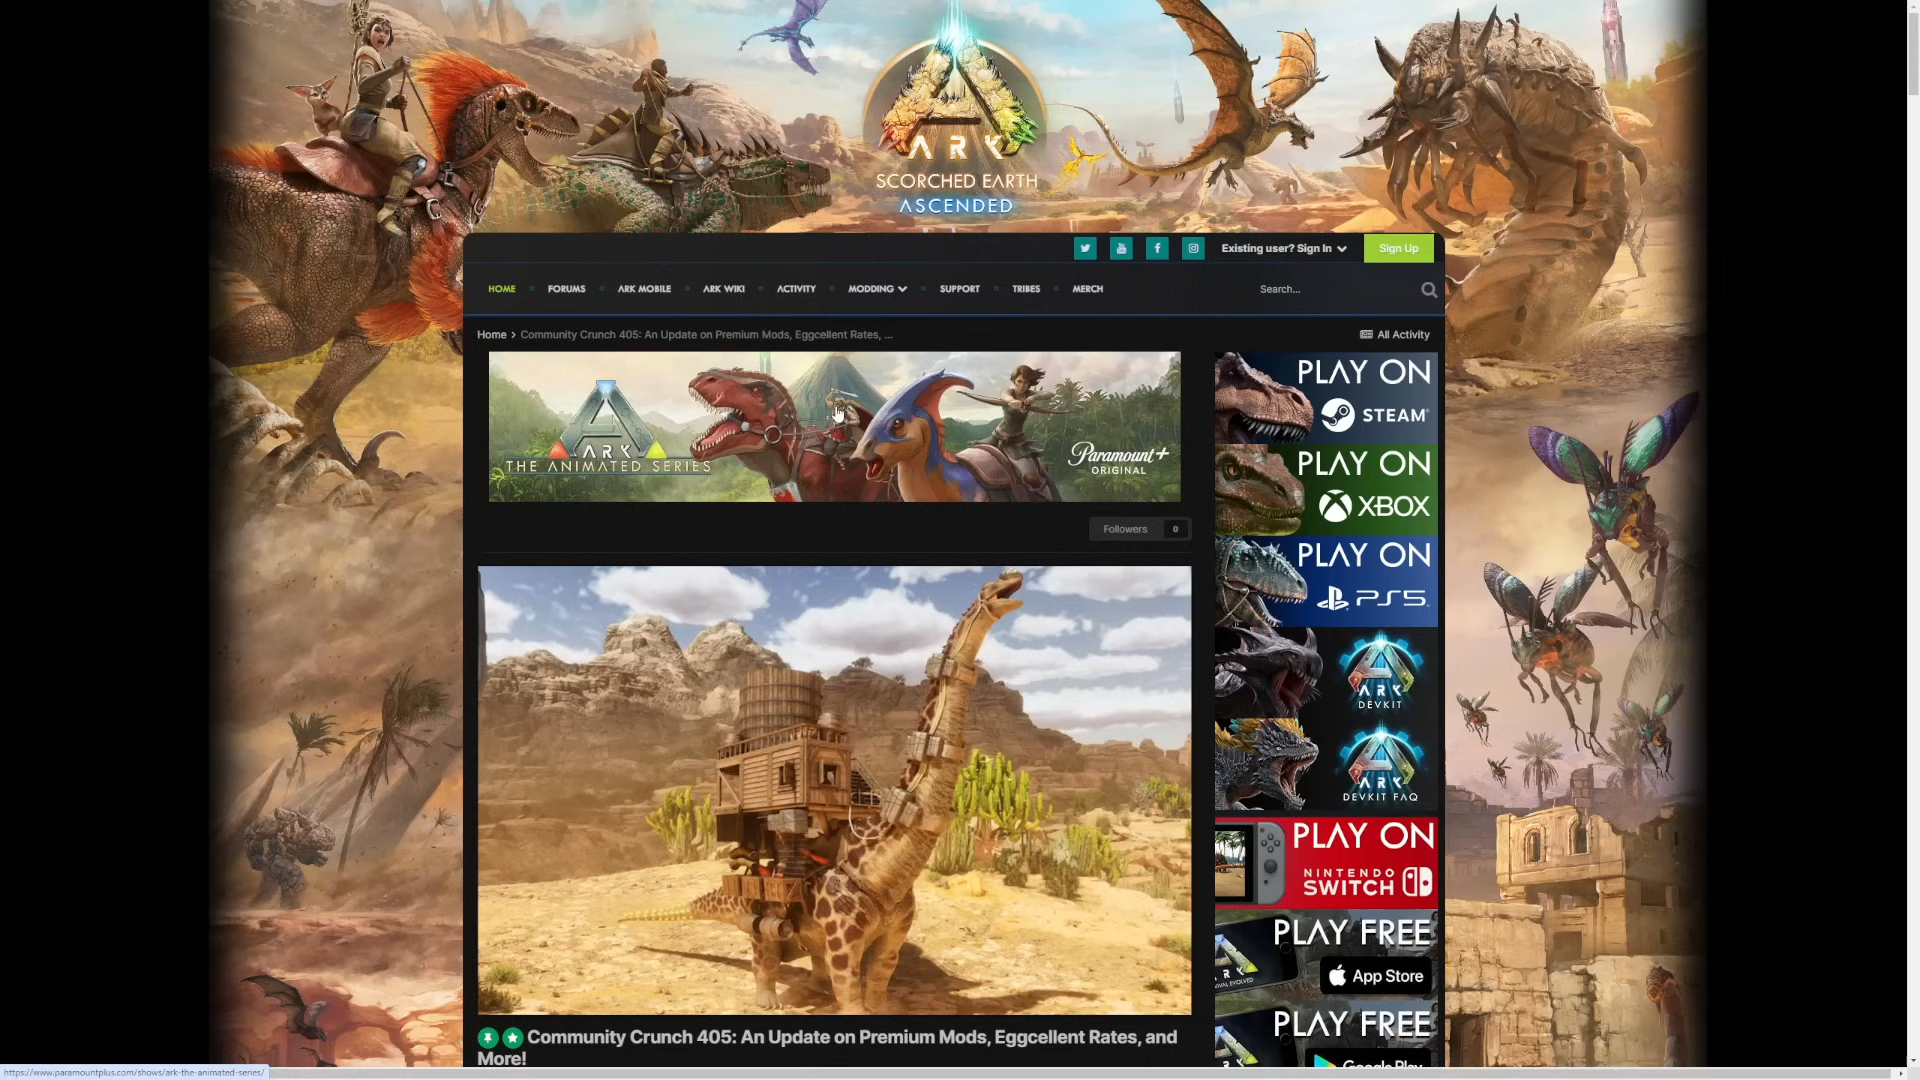 ARK
SCORCHED EARTH
ASCENDED
Existing user? Sign In
Sign Up
HOME
FORUMS
ARK MOBILE
ARK WIKI
ACTIVITY
MODDING
SUPPORT
TRIBES
MERCH
Search...
Home > Community Crunch 405: An Update on Premium Mods, Eggcellent Rates, ...
All Activity
ARK
THE ANIMATED SERIES
Paramount+
ORIGINAL
Followers 0
PLAY ON
STEAM
PLAY ON
XBOX
PLAY ON
PS5
ARK
DEVKIT
ARK
DEVKIT FAQ
PLAY ON
NINTENDO
SWITCH
PLAY FREE
App Store
PLAY FREE
Google Play
Community Crunch 405: An Update on Premium Mods, Eggcellent Rates, and
More!
https://www.paramountplus.com/shows/ark-the-animated-series/